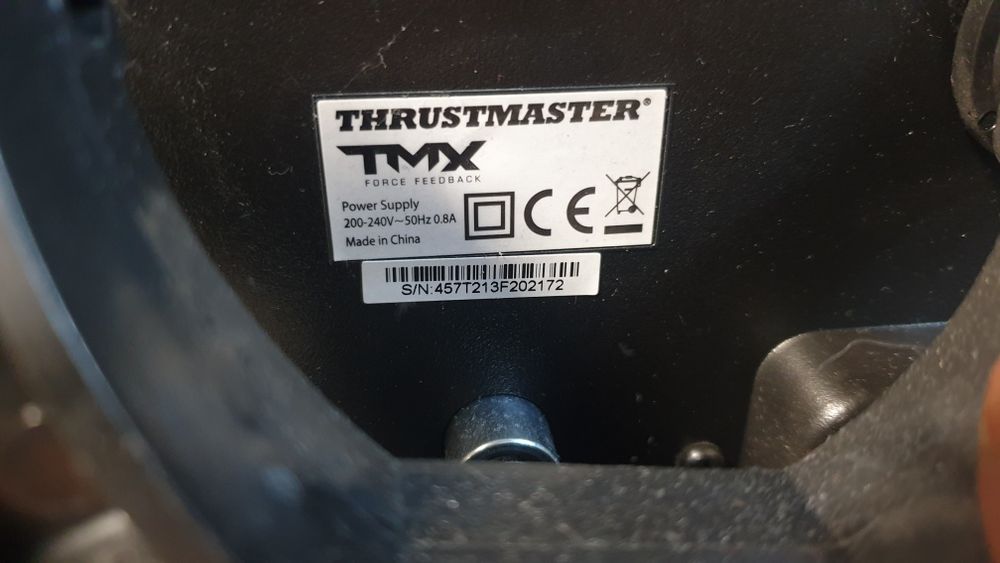 THRUSTMASTER®
TMX
FORCE FEEDBACK
Power Supply
200-240V~50Hz 0.8A
Made in China
CE
S/N:457T213F202172